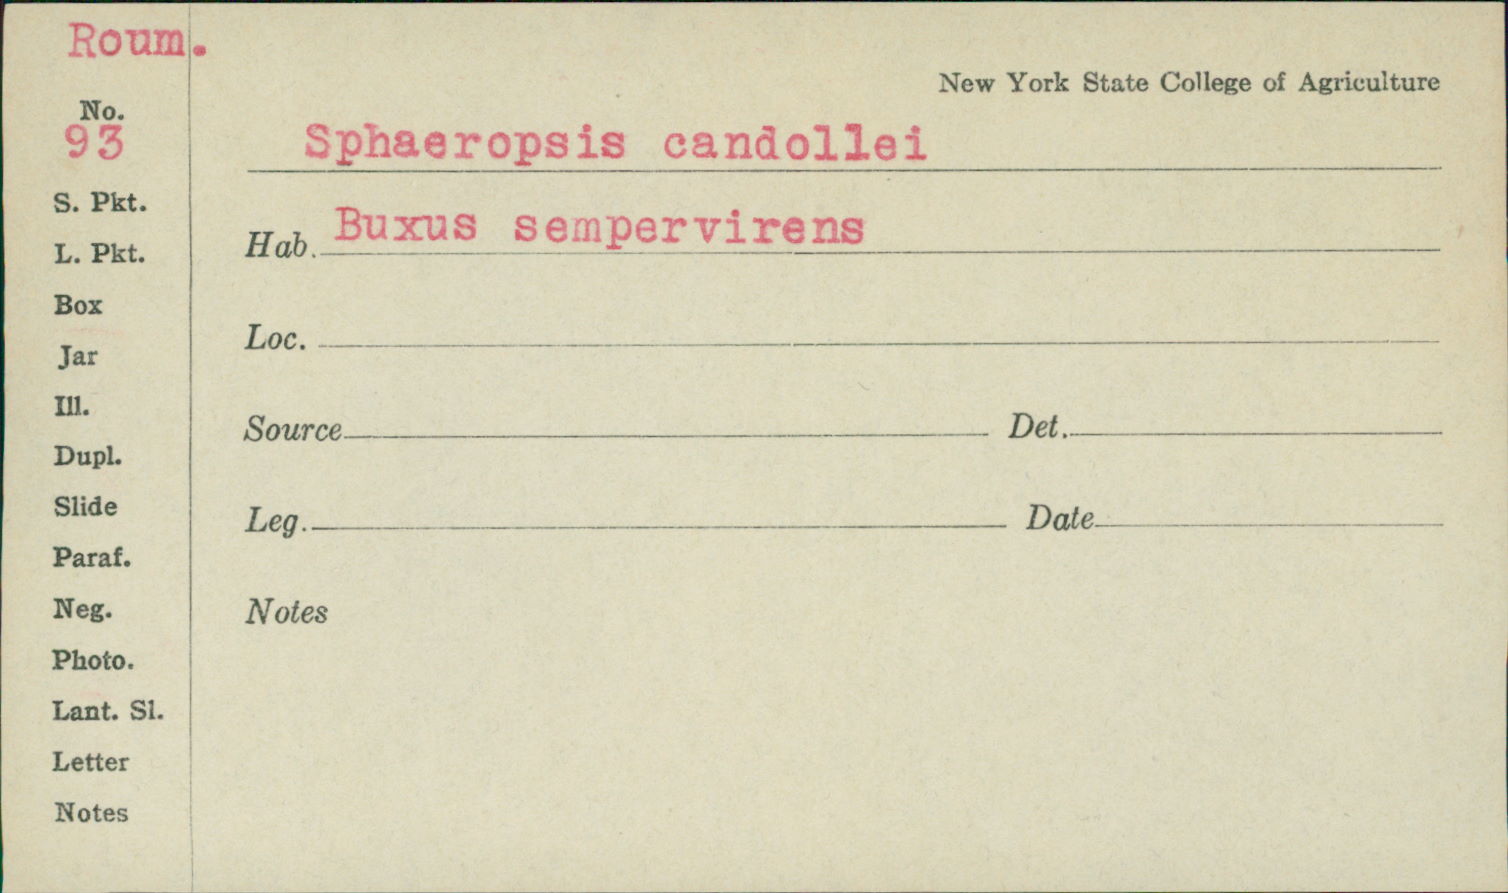 Roum.
New York State College of Agriculture
No.
93
Sphaeropsis candollei
S. Pkt.
Hab. Buxus sempervirens
L. Pkt.
Box
Loc.
Jar
Ill.
Source Det.
Dupl.
Slide
Leg. Date
Paraf.
Neg.
Notes
Photo.
Lant. Sl.
Letter
Notes